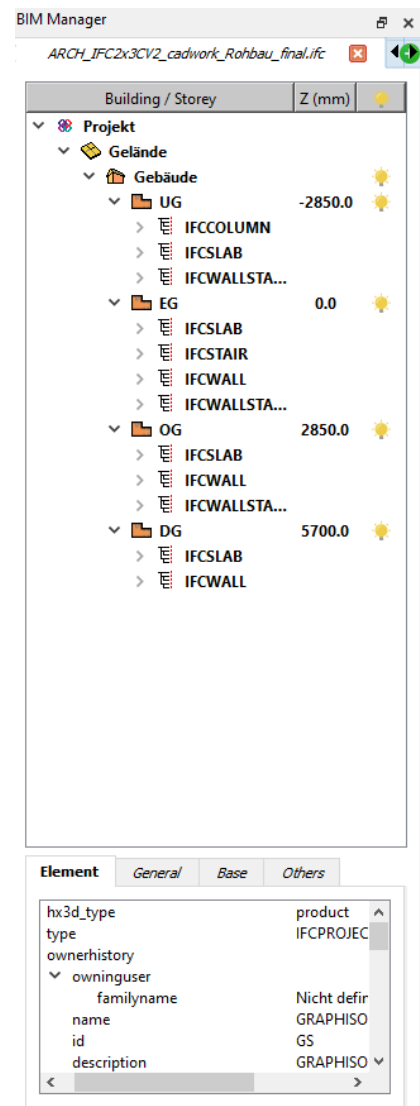 BIM Manager
ARCH_IFC2x3CV2_cadwork_Rohbau_final.ifc
Building / Storey Z (mm)
Projekt
Gelände
Gebäude
UG -2850.0
IFCCOLUMN
IFCSLAB
IFCWALLSTA...
EG 0.0
IFCSLAB
IFCSTAIR
IFCWALL
IFCWALLSTA...
OG 2850.0
IFCSLAB
IFCWALL
IFCWALLSTA...
DG 5700.0
IFCSLAB
IFCWALL
Element General Base Others
hx3d_type product
type IFCPROJEC
ownerhistory
owninguser
familyname Nicht defin
name GRAPHISO
id GS
description GRAPHISO